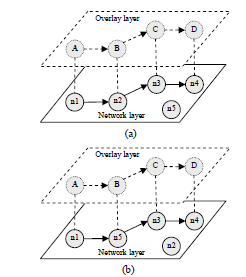 Overlay layer
C D
A B
n3 n4
n1 n2
n5
Network layer
(a)
Overlay layer
C D
A B
n3 n4
n1 n5
n2
Network layer
(b)